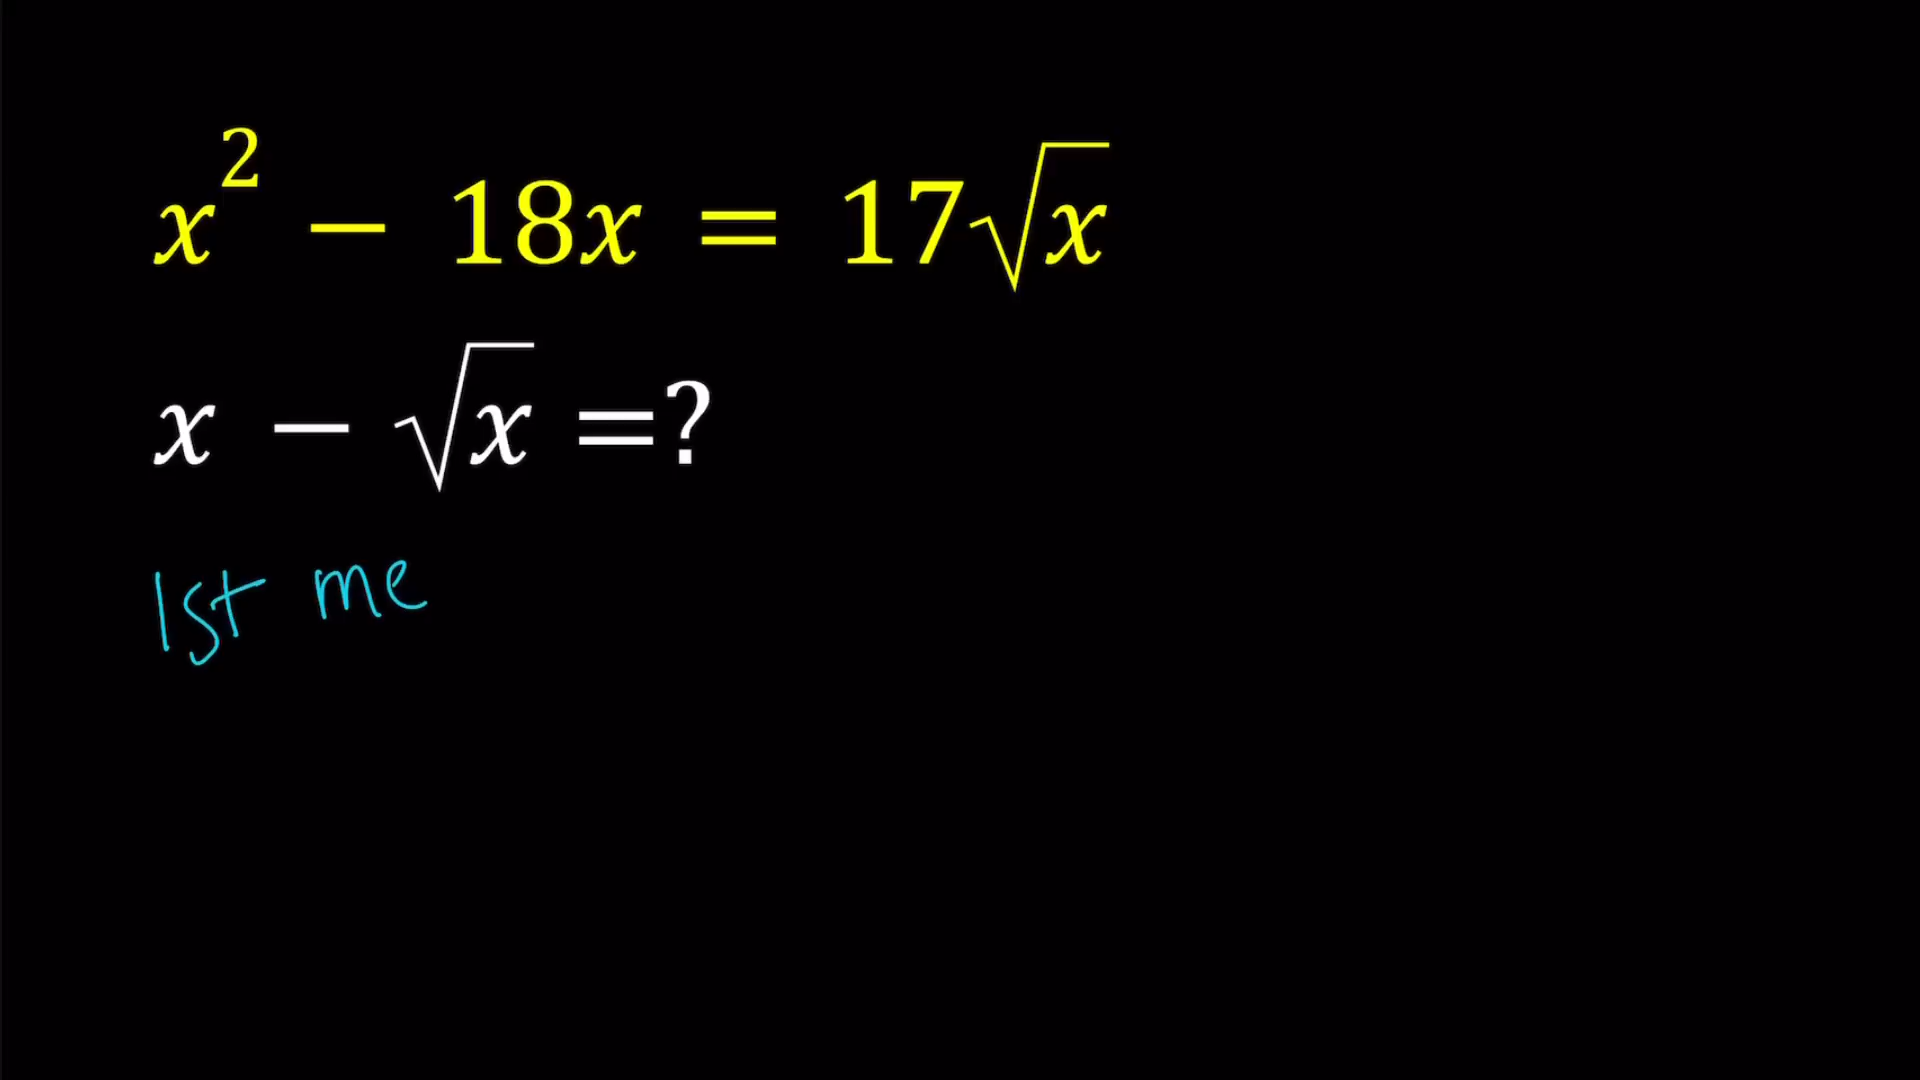 x² − 18x = 17√x
x − √x =?
1st me